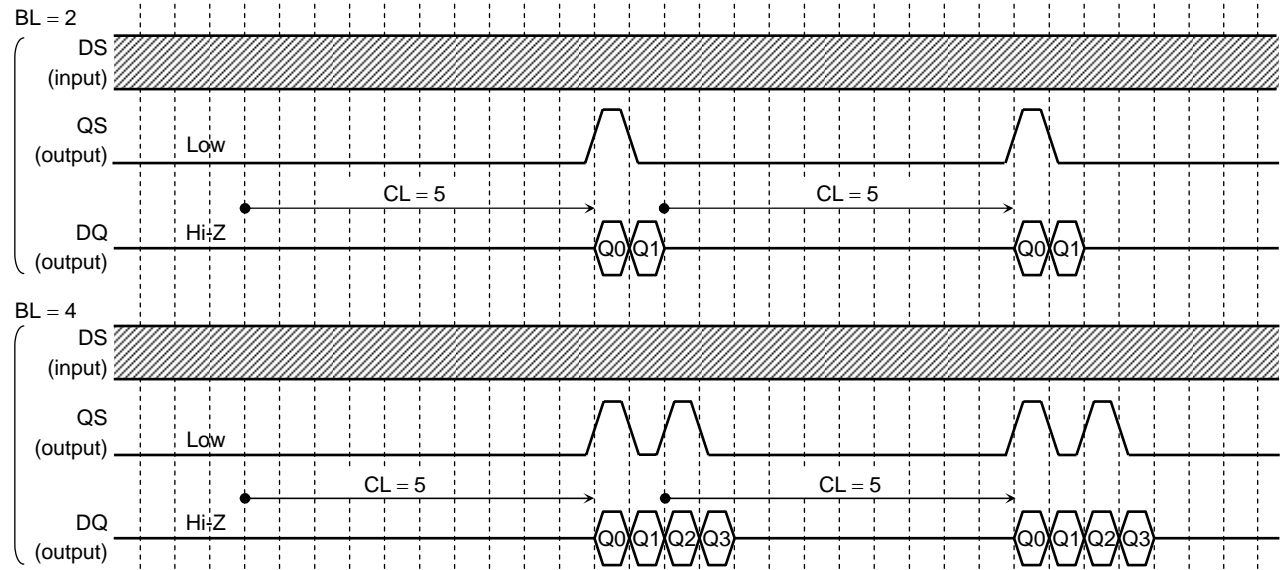 BL = 2
DS
(input)
QS
(output)
Low
CL = 5
CL = 5
DQ
(output)
Hi-Z
Q0 Q1
Q0 Q1
BL = 4
DS
(input)
QS
(output)
Low
CL = 5
CL = 5
DQ
(output)
Hi-Z
Q0 Q1 Q2 Q3
Q0 Q1 Q2 Q3